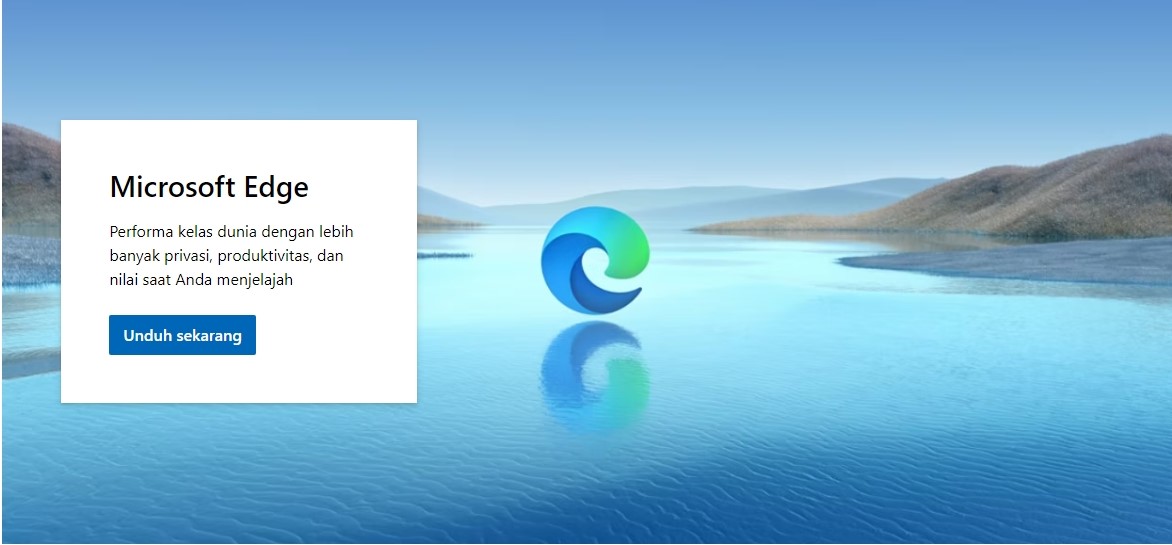 Microsoft Edge
Performa kelas dunia dengan lebih
banyak privasi, produktivitas, dan
nilai saat Anda menjelajah
Unduh sekarang